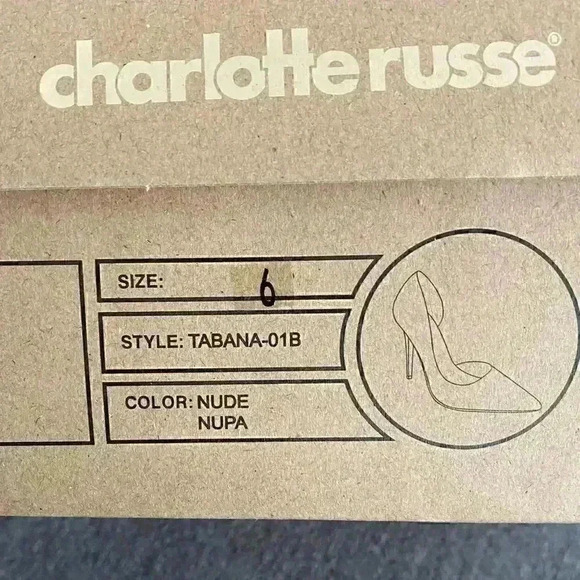 charlotte russe®
SIZE: 6
STYLE: TABANA-01B
COLOR: NUDE
NUPA